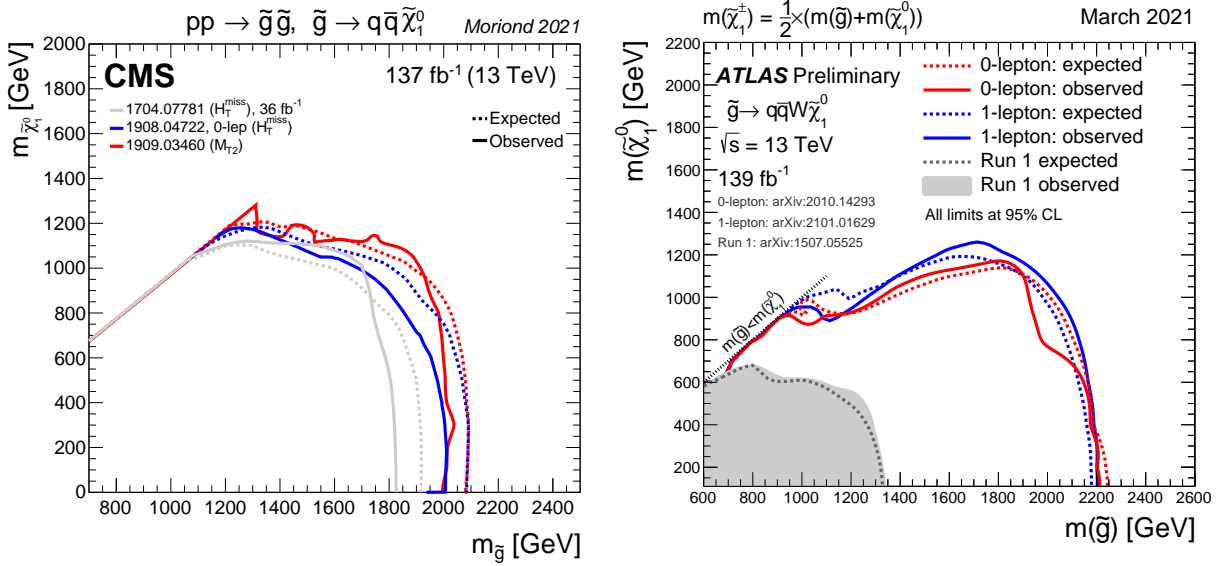 pp → g̃ g̃, g̃ → q q̄ χ̃₁⁰ Moriond 2021
CMS 137 fb⁻¹ (13 TeV)
1704.07781 (H_T^miss), 36 fb⁻¹
1908.04722, 0-lep (H_T^miss)
1909.03460 (M_T2)
Expected
Observed
m_χ̃₁⁰ [GeV]
2000
1800
1600
1400
1200
1000
800
600
400
200
0
800 1000 1200 1400 1600 1800 2000 2200 2400
m_g̃ [GeV]
m(χ̃₁^±) = 1/2 ×(m(g̃)+m(χ̃₁⁰)) March 2021
ATLAS Preliminary
g̃→ qq̄Wχ̃₁⁰
√s = 13 TeV
139 fb⁻¹
0-lepton: arXiv:2010.14293
1-lepton: arXiv:2101.01629
Run 1: arXiv:1507.05525
0-lepton: expected
0-lepton: observed
1-lepton: expected
1-lepton: observed
Run 1 expected
Run 1 observed
All limits at 95% CL
m(g̃)<m(χ̃₁⁰)
m(χ̃₁⁰) [GeV]
2200
2000
1800
1600
1400
1200
1000
800
600
400
200
600 800 1000 1200 1400 1600 1800 2000 2200 2400 2600
m(g̃) [GeV]